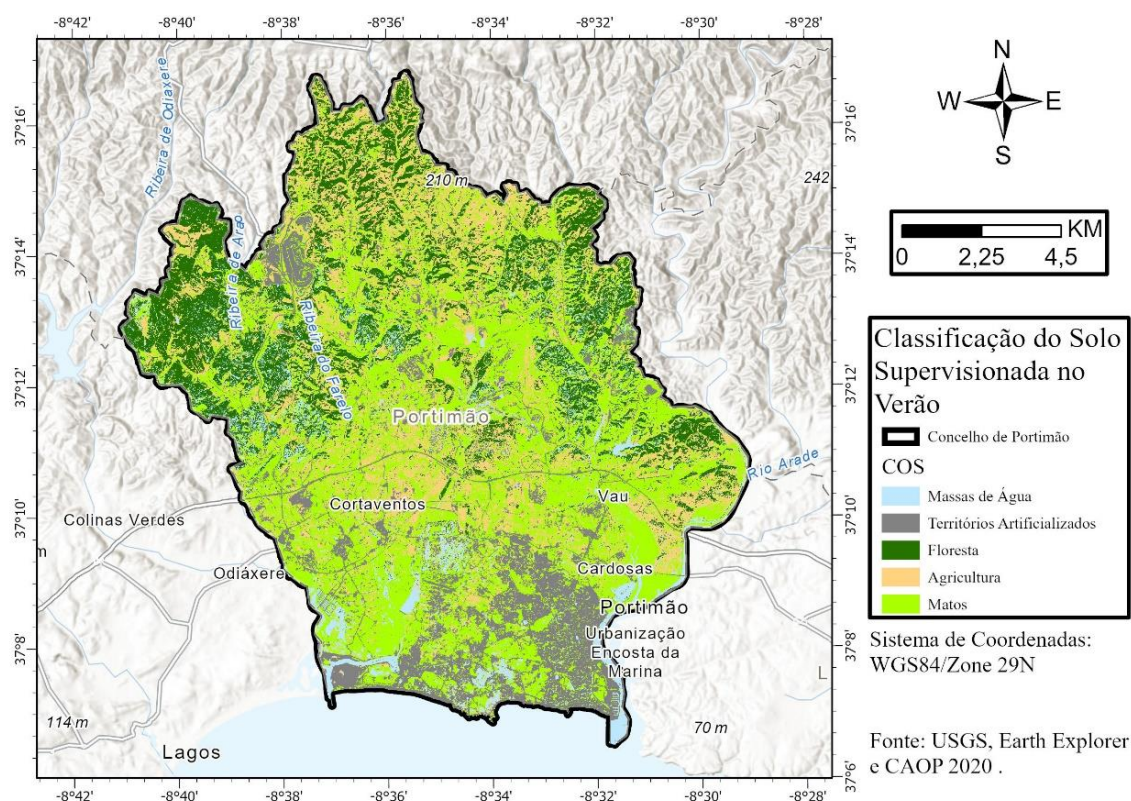 -8°42' -8°40' -8°38' -8°36' -8°34' -8°32' -8°30'
37°16'
37°14'
37°12'
37°10'
37°8'
37°16'
37°14'
37°12'
37°10'
37°8'
37°6'
Ribeira de Odiaxere
Ribeira de Arao
Ribeira do Farelo
210 m
242
Portimão
Rio Arade
Cortaventos
Vau
Colinas Verdes
m
Odiáxere
Cardosas
Portimão
Urbanização
Encosta da
Marina
L
114 m
70 m
Lagos
-8°42' -8°40' -8°38' -8°36' -8°34' -8°32' -8°30' -8°28'
N
W E
S
KM
0 2,25 4,5
Classificação do Solo
Supervisionada no
Verão
Concelho de Portimão
COS
Massas de Água
Territórios Artificializados
Floresta
Agricultura
Matos
Sistema de Coordenadas:
WGS84/Zone 29N
Fonte: USGS, Earth Explorer
e CAOP 2020 .